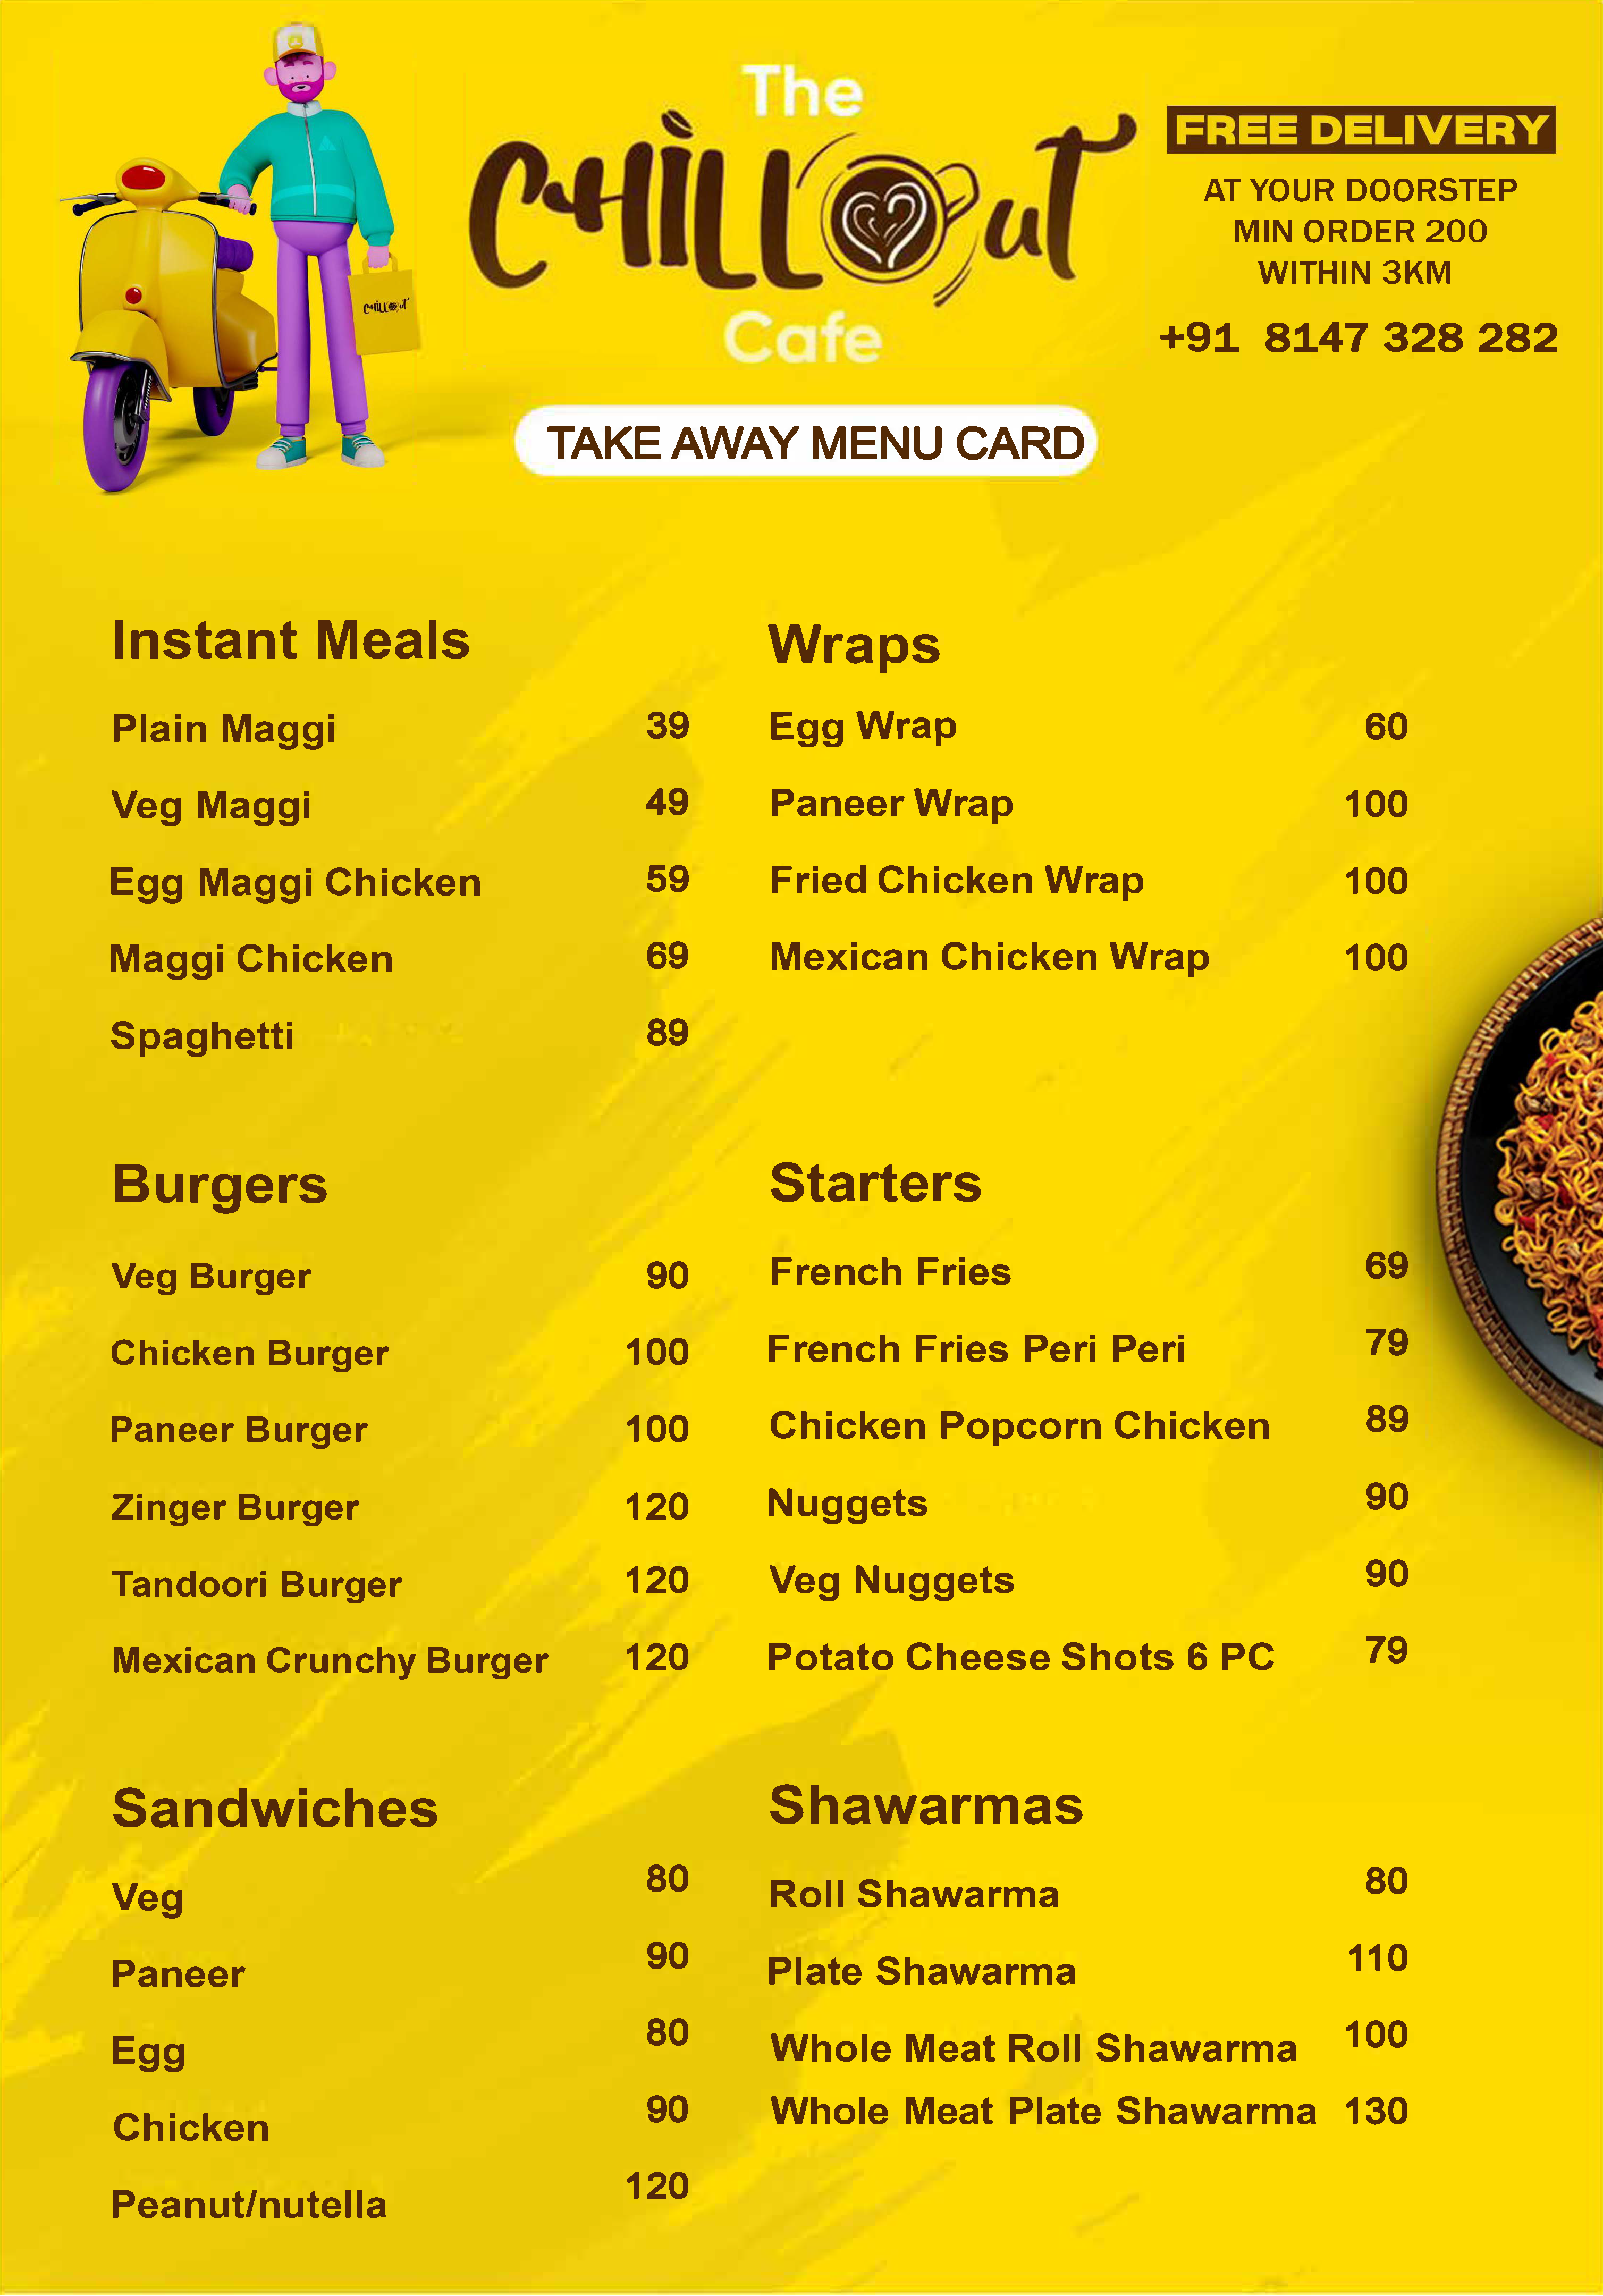 The
CHiLLOut
Cafe
FREE DELIVERY
AT YOUR DOORSTEP
MIN ORDER 200
WITHIN 3KM
+91 8147 328 282
CHiLLOut
TAKE AWAY MENU CARD
Instant Meals
Plain Maggi 39
Veg Maggi 49
Egg Maggi Chicken 59
Maggi Chicken 69
Spaghetti 89
Wraps
Egg Wrap 60
Paneer Wrap 100
Fried Chicken Wrap 100
Mexican Chicken Wrap 100
Burgers
Veg Burger 90
Chicken Burger 100
Paneer Burger 100
Zinger Burger 120
Tandoori Burger 120
Mexican Crunchy Burger 120
Starters
French Fries 69
French Fries Peri Peri 79
Chicken Popcorn Chicken 89
Nuggets 90
Veg Nuggets 90
Potato Cheese Shots 6 PC 79
Sandwiches
Veg 80
Paneer 90
Egg 80
Chicken 90
Peanut/nutella 120
Shawarmas
Roll Shawarma 80
Plate Shawarma 110
Whole Meat Roll Shawarma 100
Whole Meat Plate Shawarma 130